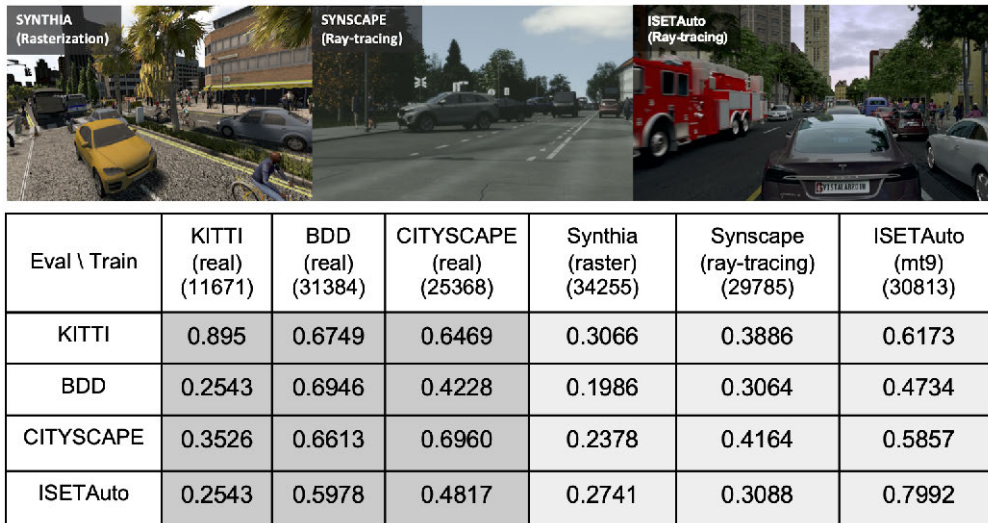 SYNTHIA
(Rasterization)
SYNSCAPE
(Ray-tracing)
ISETAuto
(Ray-tracing)
Eval \ Train
KITTI
(real)
(11671)
BDD
(real)
(31384)
CITYSCAPE
(real)
(25368)
Synthia
(raster)
(34255)
Synscape
(ray-tracing)
(29785)
ISETAuto
(mt9)
(30813)
KITTI 0.895 0.6749 0.6469 0.3066 0.3886 0.6173
BDD 0.2543 0.6946 0.4228 0.1986 0.3064 0.4734
CITYSCAPE 0.3526 0.6613 0.6960 0.2378 0.4164 0.5857
ISETAuto 0.2543 0.5978 0.4817 0.2741 0.3088 0.7992